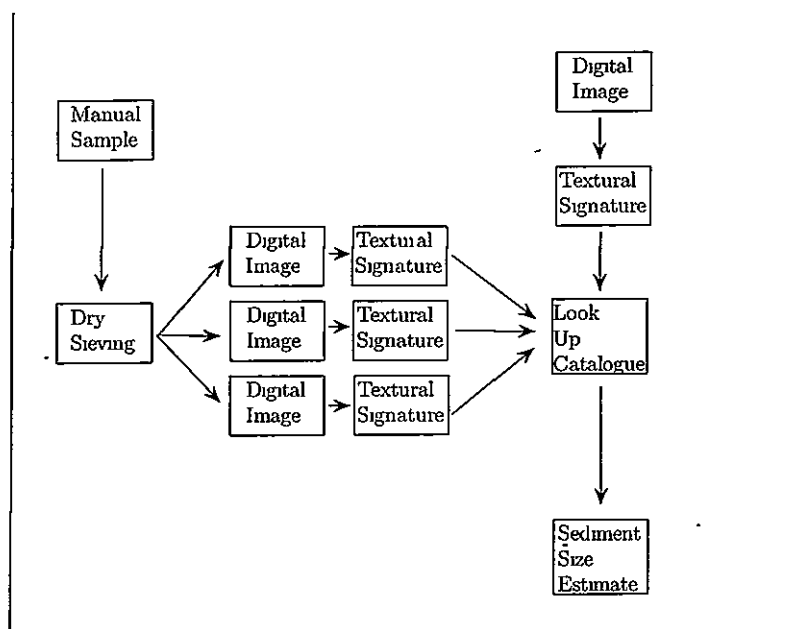 Digital
Image
Manual
Sample
Textural
Signature
Digital
Image
Textural
Signature
Dry
Sieving
Digital
Image
Textural
Signature
Look
Up
Catalogue
Digital
Image
Textural
Signature
Sediment
Size
Estimate